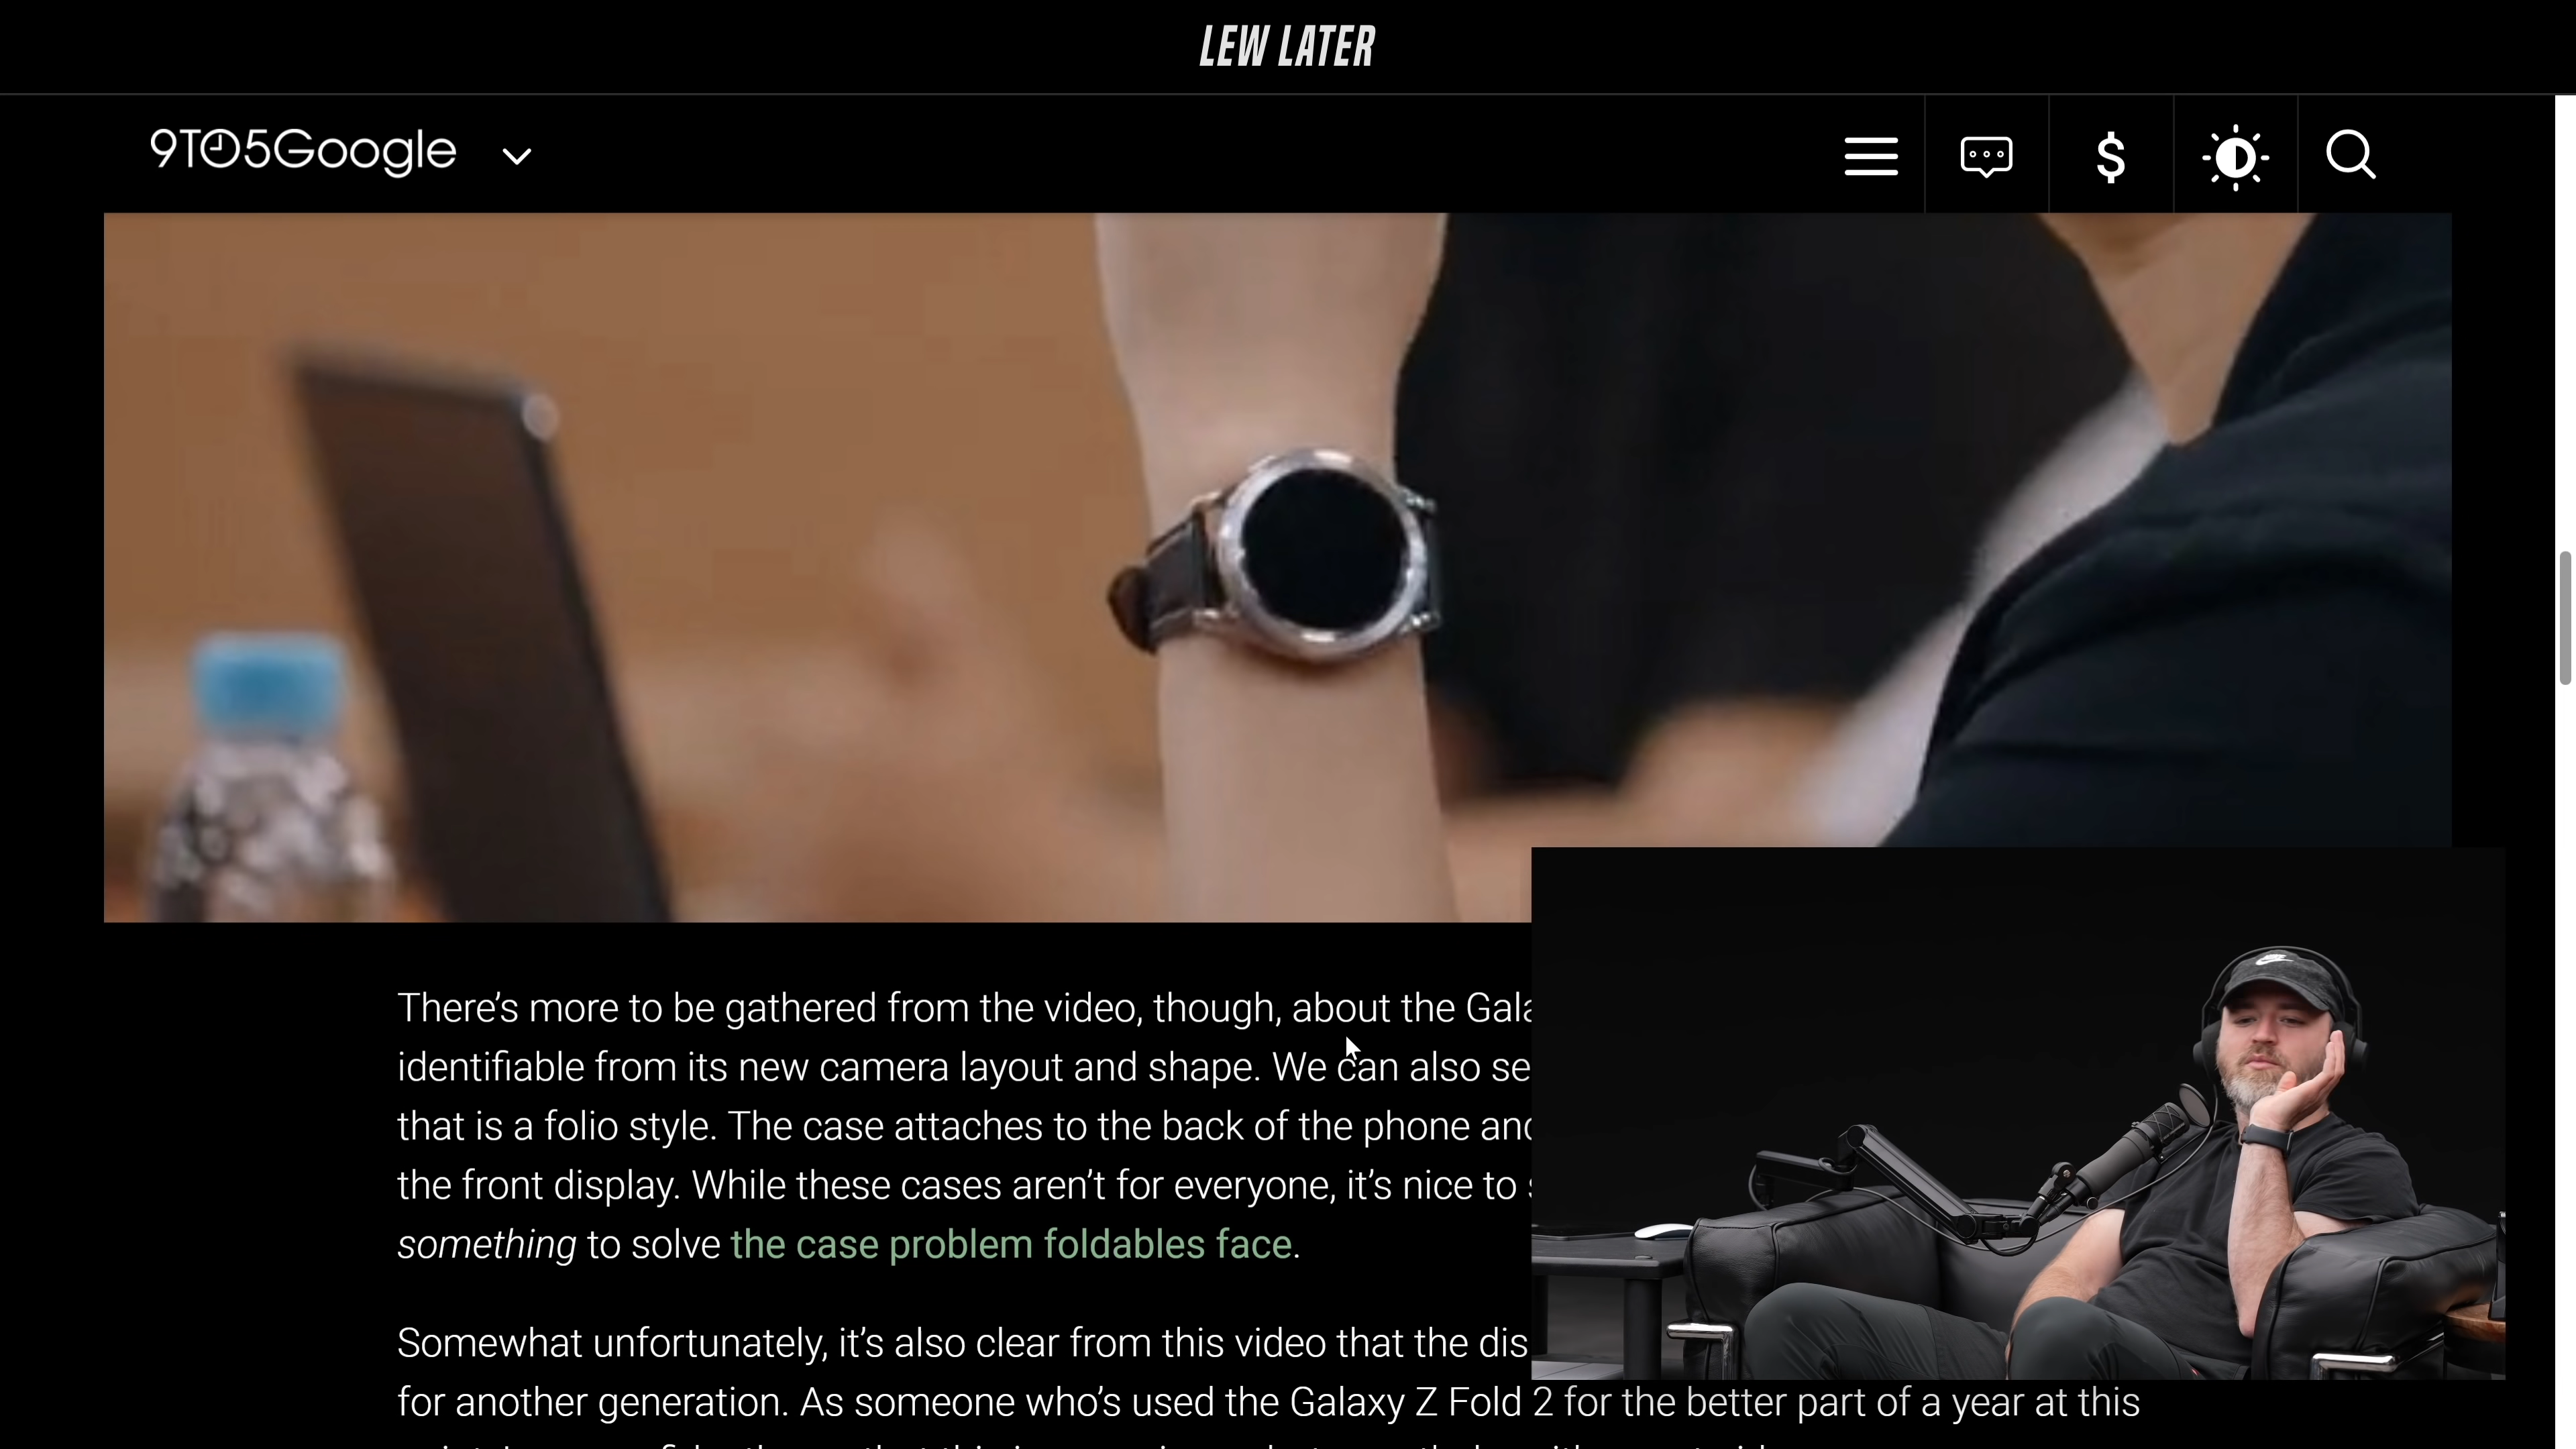 LEW LATER
9TO5Google
There’s more to be gathered from the video, though, about the
identifiable from its new camera layout and shape. We can also
that is a folio style. The case attaches to the back of the phone
the front display. While these cases aren’t for everyone, it’s nice to
something to solve the case problem foldables face.
Somewhat unfortunately, it’s also clear from this video that the
for another generation. As someone who’s used the Galaxy Z Fold 2 for the better part of a year at this